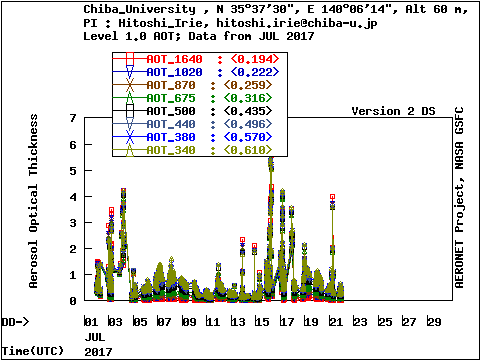 Chiba_University , N 35°37'30", E 140°06'14", Alt 60 m,
PI : Hitoshi_Irie, hitoshi.irie@chiba-u.jp
Level 1.0 AOT; Data from JUL 2017
AOT_1640 : <0.194>
AOT_1020 : <0.222>
AOT_870 : <0.259>
AOT_675 : <0.316>
AOT_500 : <0.435>
AOT_440 : <0.496>
AOT_380 : <0.570>
AOT_340 : <0.610>
Version 2 DS
Aerosol Optical Thickness
7
6
5
4
3
2
1
0
AERONET Project, NASA GSFC
DD-> 01 03 05 07 09 11 13 15 17 19 21 23 25 27 29
JUL
Time(UTC) 2017